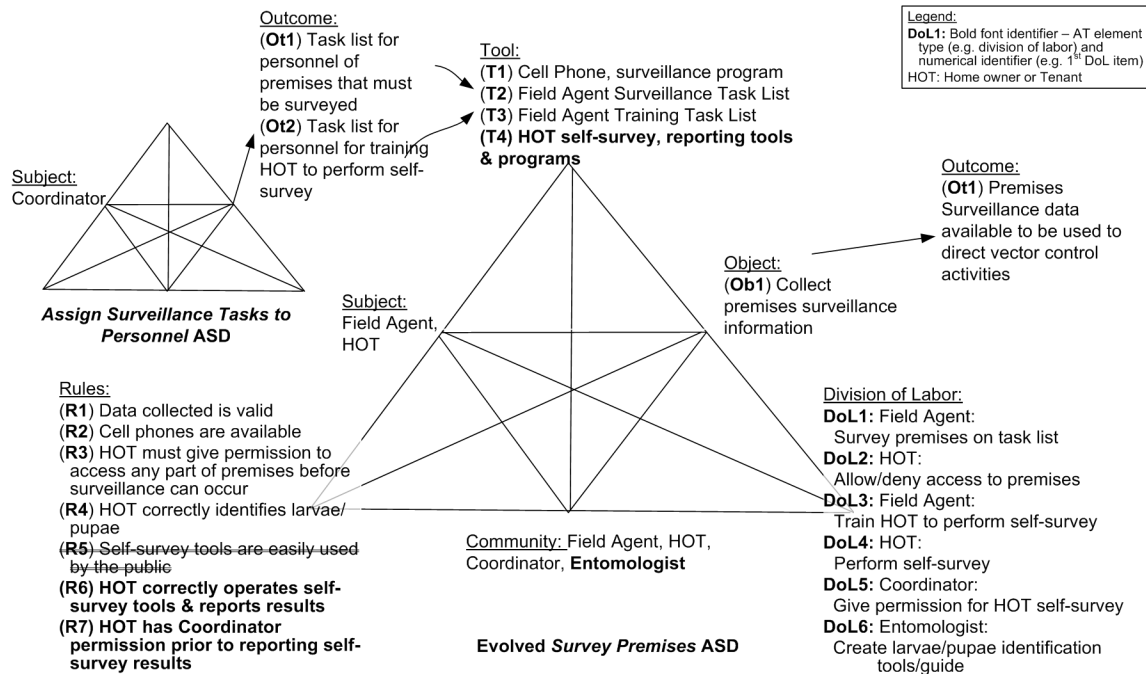 Outcome:
(Ot1) Task list for
personnel of
premises that must
be surveyed
(Ot2) Task list for
personnel for training
HOT to perform self-
survey
Tool:
(T1) Cell Phone, surveillance program
(T2) Field Agent Surveillance Task List
(T3) Field Agent Training Task List
(T4) HOT self-survey, reporting tools
& programs
Legend:
DoL1: Bold font identifier – AT element
type (e.g. division of labor) and
numerical identifier (e.g. 1st DoL item)
HOT: Home owner or Tenant
Subject:
Coordinator
Assign Surveillance Tasks to
Personnel ASD
Outcome:
(Ot1) Premises
Surveillance data
available to be used to
direct vector control
activities
Object:
(Ob1) Collect
premises surveillance
information
Subject:
Field Agent,
HOT
Rules:
(R1) Data collected is valid
(R2) Cell phones are available
(R3) HOT must give permission to
access any part of premises before
surveillance can occur
(R4) HOT correctly identifies larvae/
pupae
(R5) Self-survey tools are easily used
by the public
(R6) HOT correctly operates self-
survey tools & reports results
(R7) HOT has Coordinator
permission prior to reporting self-
survey results
Community: Field Agent, HOT,
Coordinator, Entomologist
Evolved Survey Premises ASD
Division of Labor:
DoL1: Field Agent:
Survey premises on task list
DoL2: HOT:
Allow/deny access to premises
DoL3: Field Agent:
Train HOT to perform self-survey
DoL4: HOT:
Perform self-survey
DoL5: Coordinator:
Give permission for HOT self-survey
DoL6: Entomologist:
Create larvae/pupae identification
tools/guide